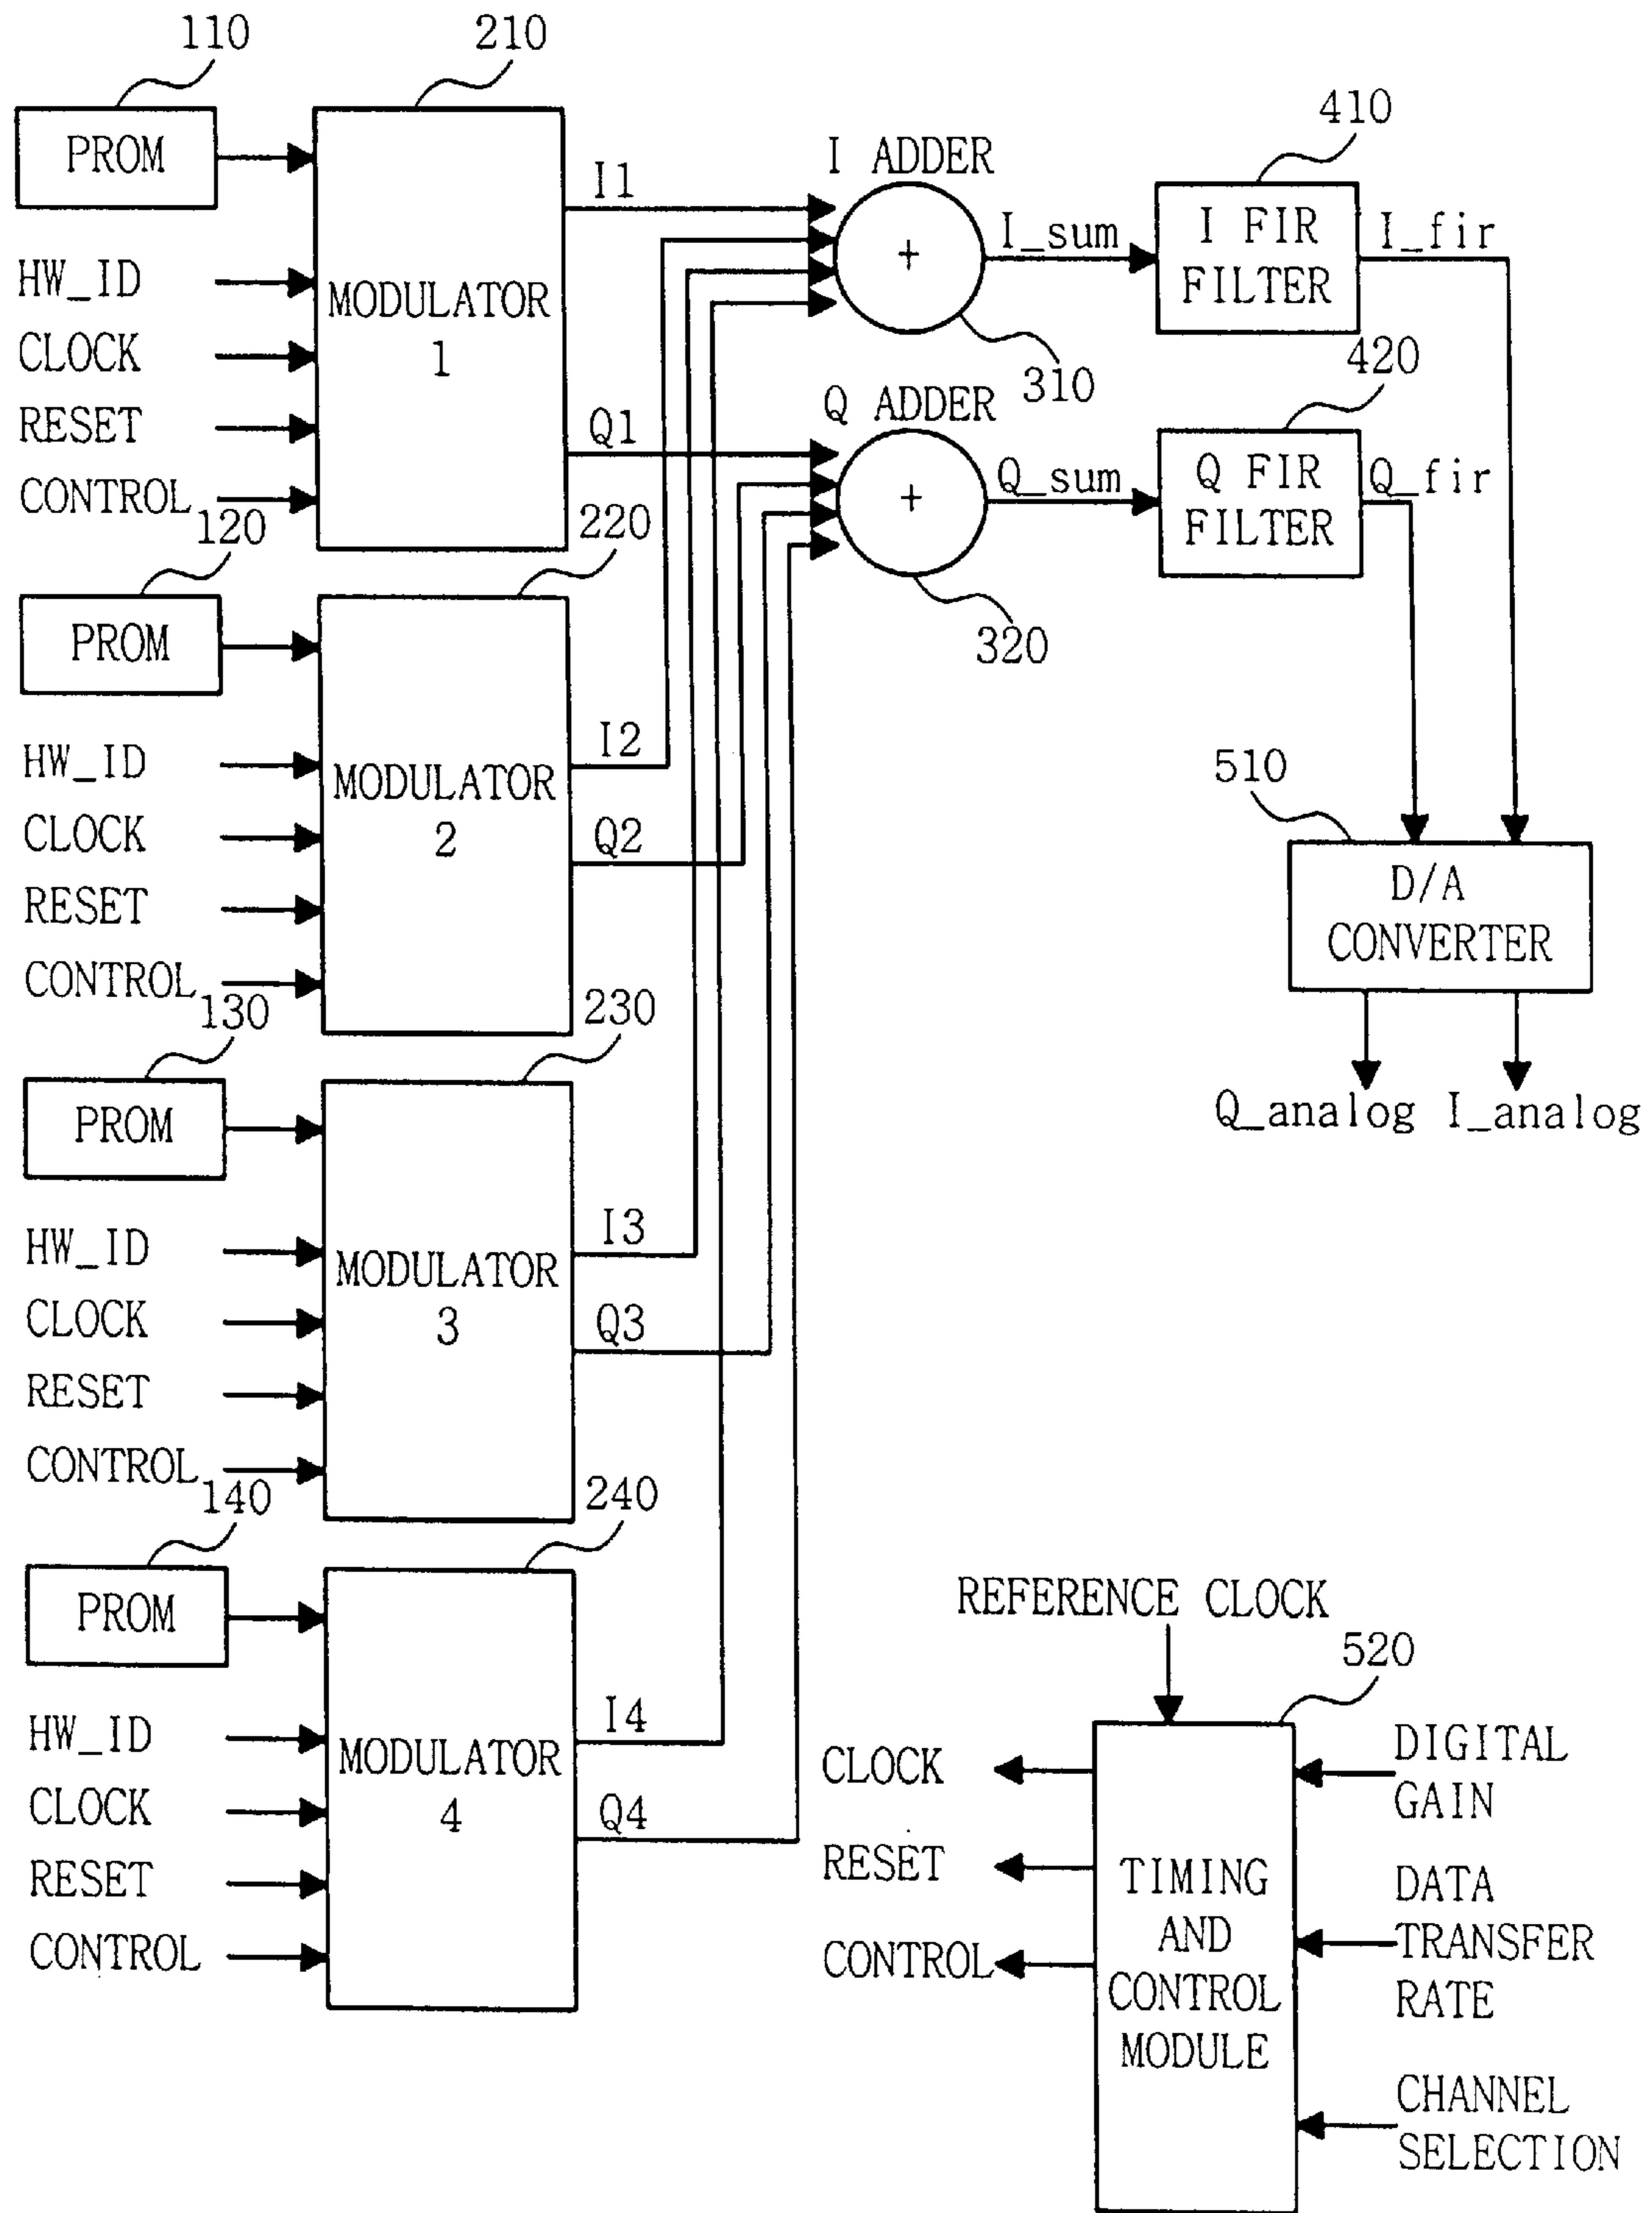 110
210
PROM
HW_ID
CLOCK
RESET
CONTROL
MODULATOR
1
I1
Q1
I ADDER
+
310
I_sum
410
I FIR
FILTER
I_fir
Q ADDER
+
320
Q_sum
420
Q FIR
FILTER
Q_fir
120
220
PROM
HW_ID
CLOCK
RESET
CONTROL
MODULATOR
2
I2
Q2
510
D/A
CONVERTER
Q_analog
I_analog
130
230
PROM
HW_ID
CLOCK
RESET
CONTROL
MODULATOR
3
I3
Q3
140
240
PROM
HW_ID
CLOCK
RESET
CONTROL
MODULATOR
4
I4
Q4
REFERENCE CLOCK
520
CLOCK
RESET
CONTROL
TIMING
AND
CONTROL
MODULE
DIGITAL
GAIN
DATA
TRANSFER
RATE
CHANNEL
SELECTION